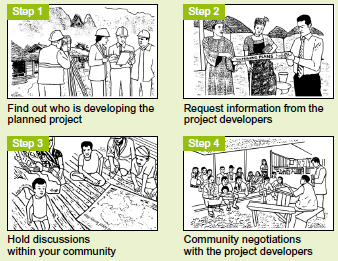 Step 1
Find out who is developing the
planned project
Step 2
PLANS
Request information from the
project developers
Step 3
Hold discussions
within your community
Step 4
Community negotiations
with the project developers